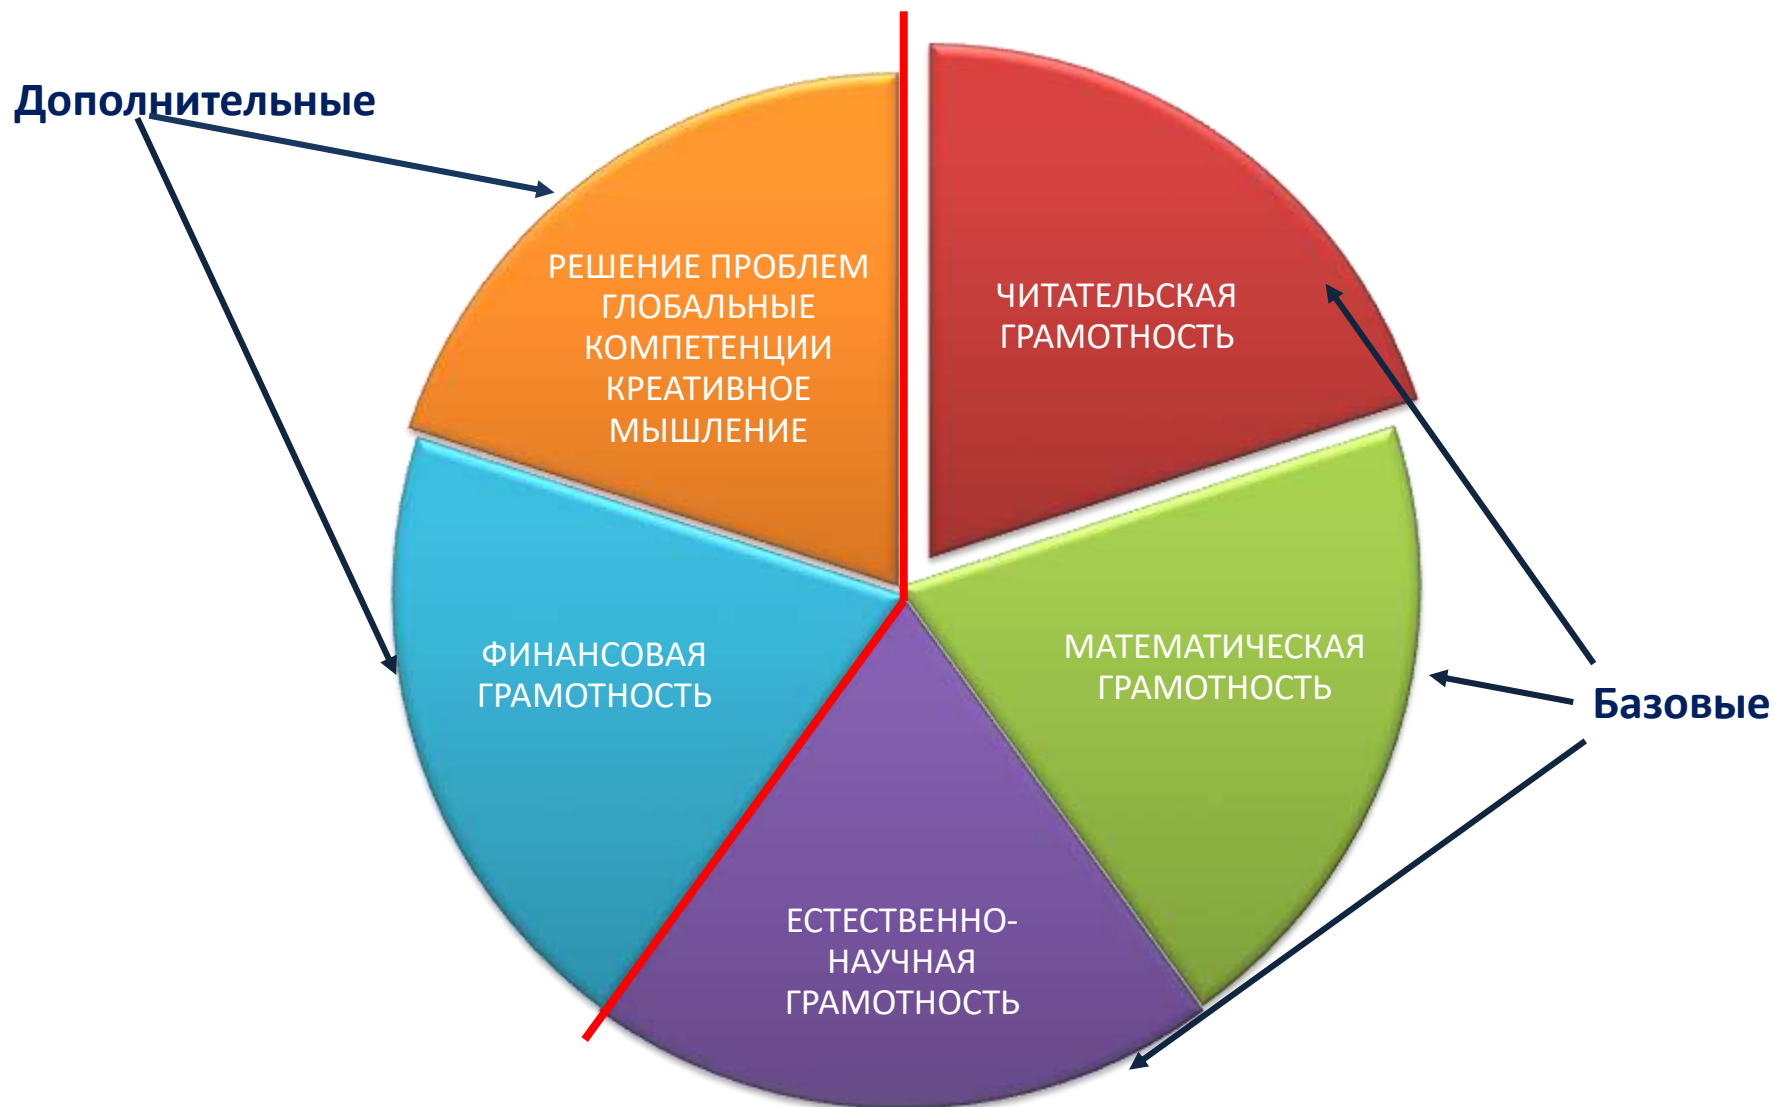 Дополнительные
РЕШЕНИЕ ПРОБЛЕМ
ГЛОБАЛЬНЫЕ
КОМПЕТЕНЦИИ
КРЕАТИВНОЕ
МЫШЛЕНИЕ
ЧИТАТЕЛЬСКАЯ
ГРАМОТНОСТЬ
ФИНАНСОВАЯ
ГРАМОТНОСТЬ
МАТЕМАТИЧЕСКАЯ
ГРАМОТНОСТЬ
Базовые
ЕСТЕСТВЕННО-
НАУЧНАЯ
ГРАМОТНОСТЬ